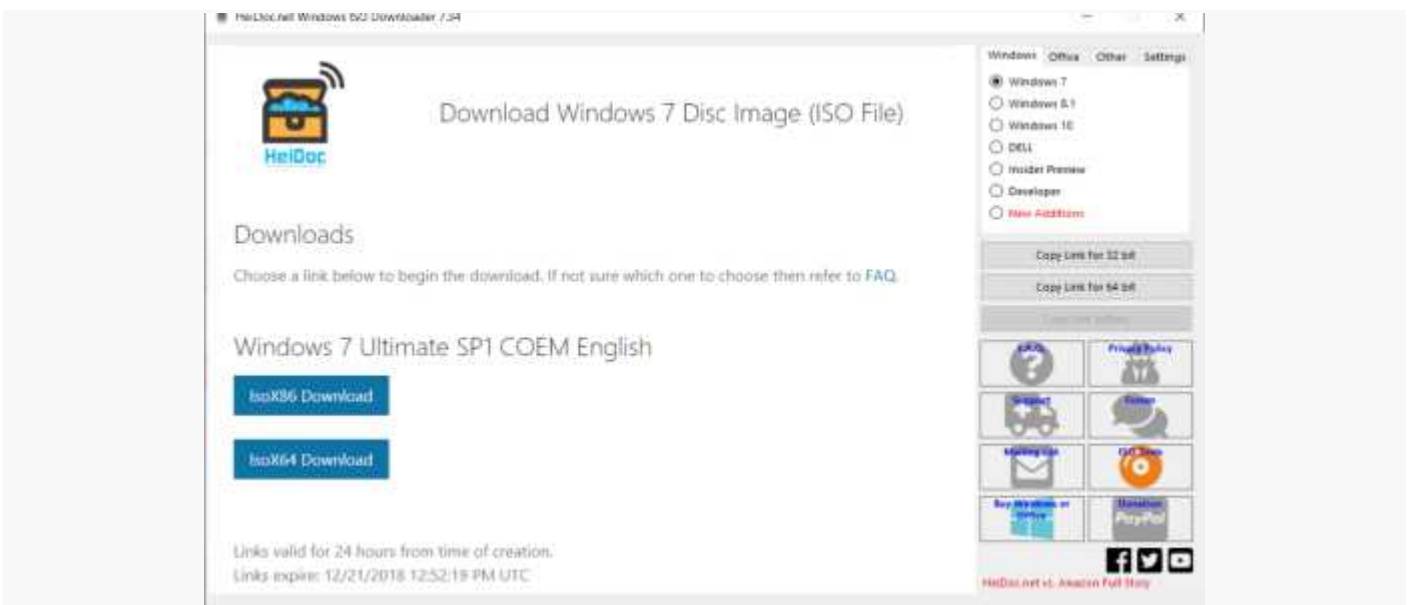 HeiDoc.net Windows ISO Downloader 7.34
HeiDoc
Download Windows 7 Disc Image (ISO File)
Downloads
Choose a link below to begin the download. If not sure which one to choose then refer to FAQ.
Windows 7 Ultimate SP1 COEM English
IsoX86 Download
IsoX64 Download
Links valid for 24 hours from time of creation.
Links expire: 12/21/2018 12:52:19 PM UTC
Windows Office Other Settings
Windows 7
Windows 8.1
Windows 10
DELL
Insider Preview
Developer
New Additions
Copy Link for 32 bit
Copy Link for 64 bit
Privacy Policy
Support
Forum
Mailing List
Buy Windows or
Office
Donation
PayPal
HeiDoc.net vs. Amazon Full Story